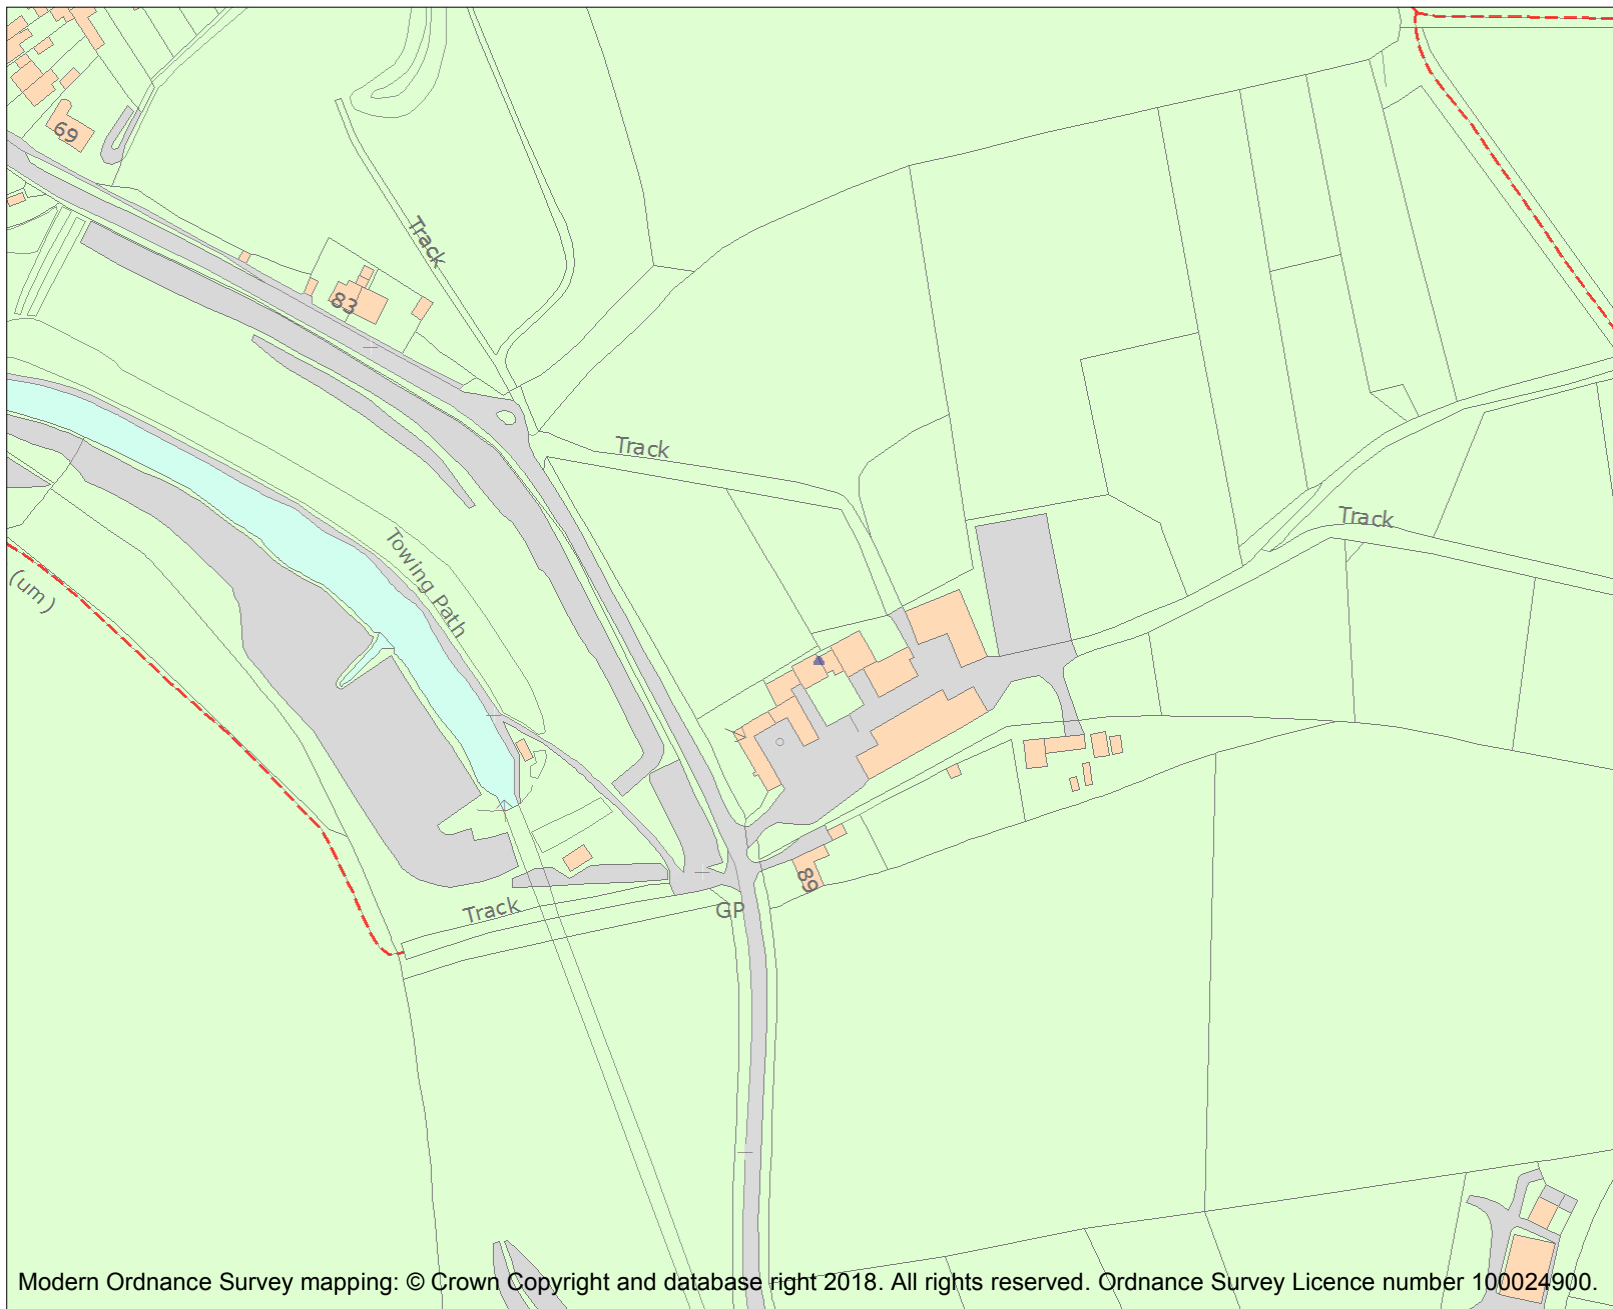 69
Track
83
Track
Track
Towing Path
(um)
89
Track
GP
Modern Ordnance Survey mapping: © Crown Copyright and database right 2018. All rights reserved. Ordnance Survey Licence number 100024900.